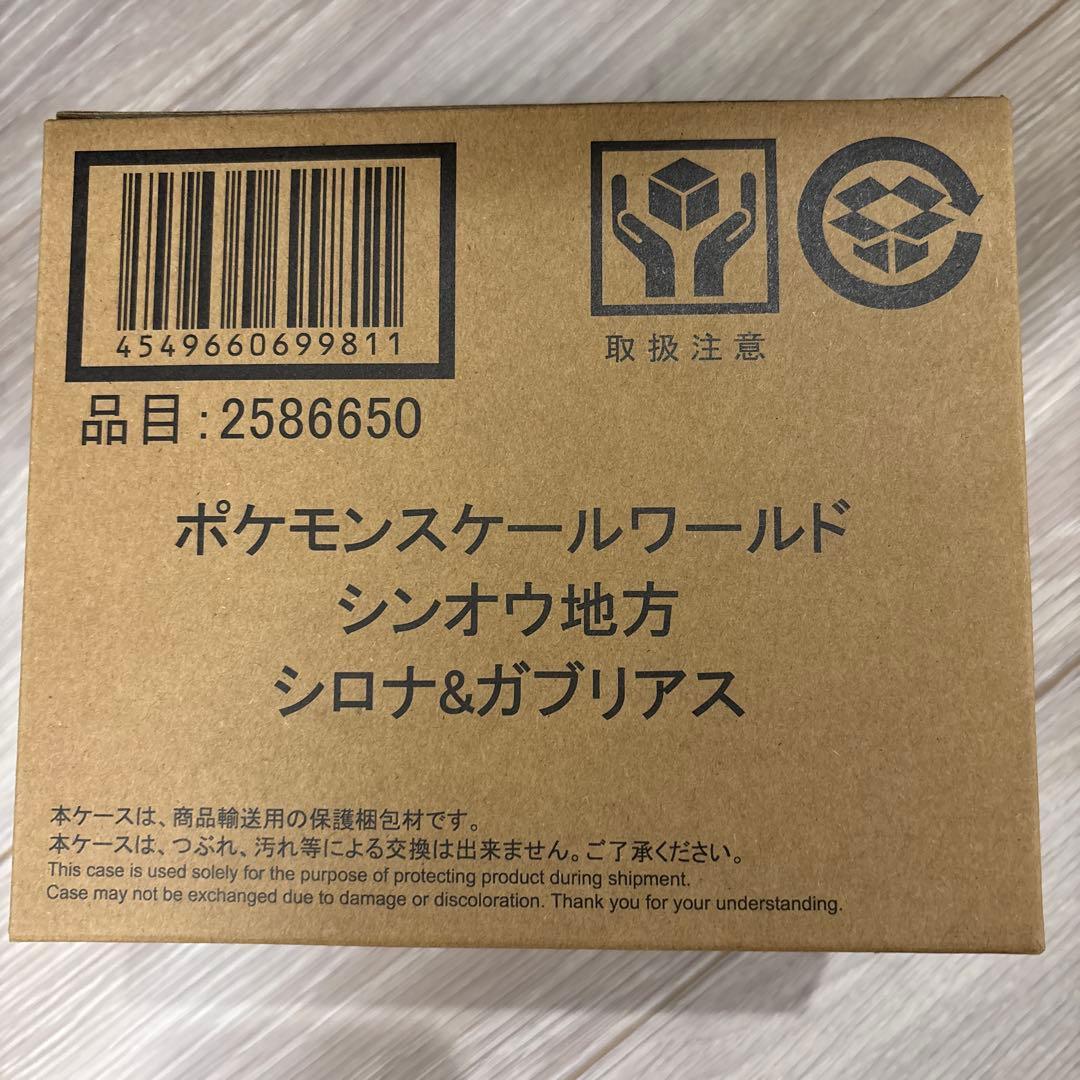 4549660699811
取扱注意
品目:2586650
ポケモンスケールワールド
シンオウ地方
シロナ&ガブリアス
本ケースは、商品輸送用の保護梱包材です。
本ケースは、つぶれ、汚れ等による交換は出来ません。ご了承ください。
This case is used solely for the purpose of protecting product during shipment.
Case may not be exchanged due to damage or discoloration. Thank you for your understanding.